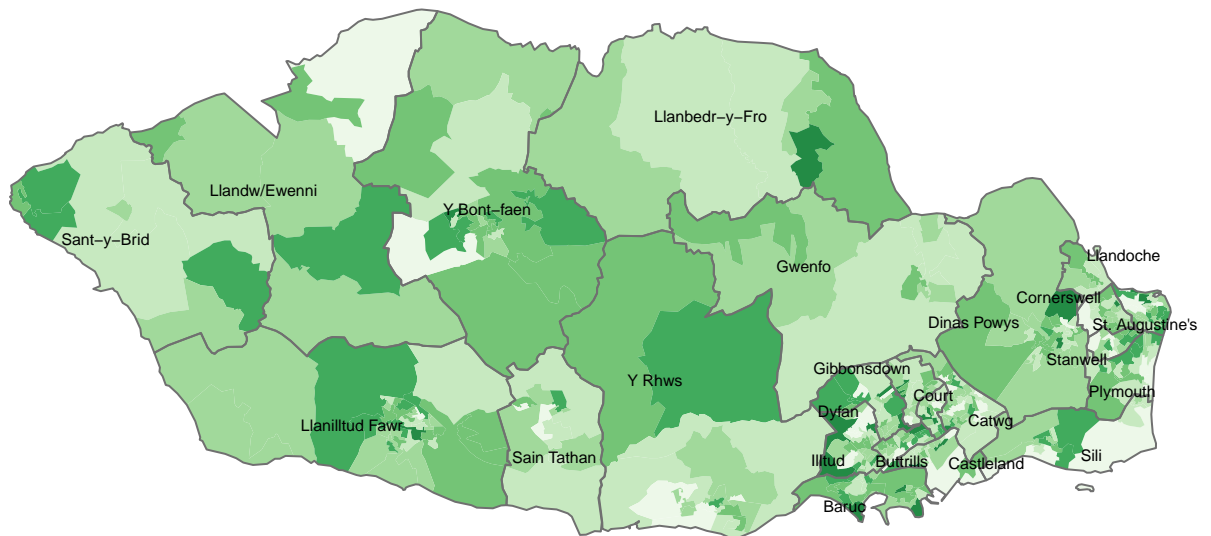 Llanbedr−y−Fro
Llandw/Ewenni
Y Bont−faen
Sant−y−Brid
Gwenfo
Llandoche
Cornerswell
Dinas Powys
St. Augustine's
Stanwell
Gibbonsdown
Y Rhws
Plymouth
Court
Dyfan
Catwg
Llanilltud Fawr
Sain Tathan
Illtud
Buttrills
Castleland
Sili
Baruc